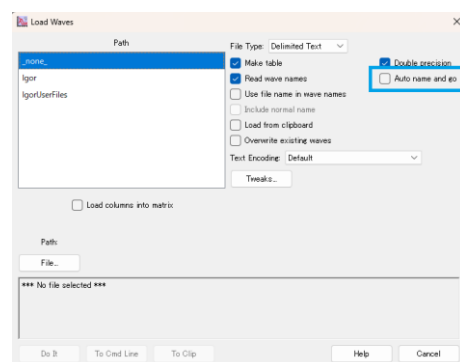 Load Waves
Path
File Type: Delimited Text
_none_
Igor
IgorUserFiles
Make table
Double precision
Read wave names
Auto name and go
Use file name in wave names
Include normal name
Load from clipboard
Overwrite existing waves
Text Encoding: Default
Tweaks...
Load columns into matrix
Path:
File...
*** No file selected ***
Do It
To Cmd Line
To Clip
Help
Cancel